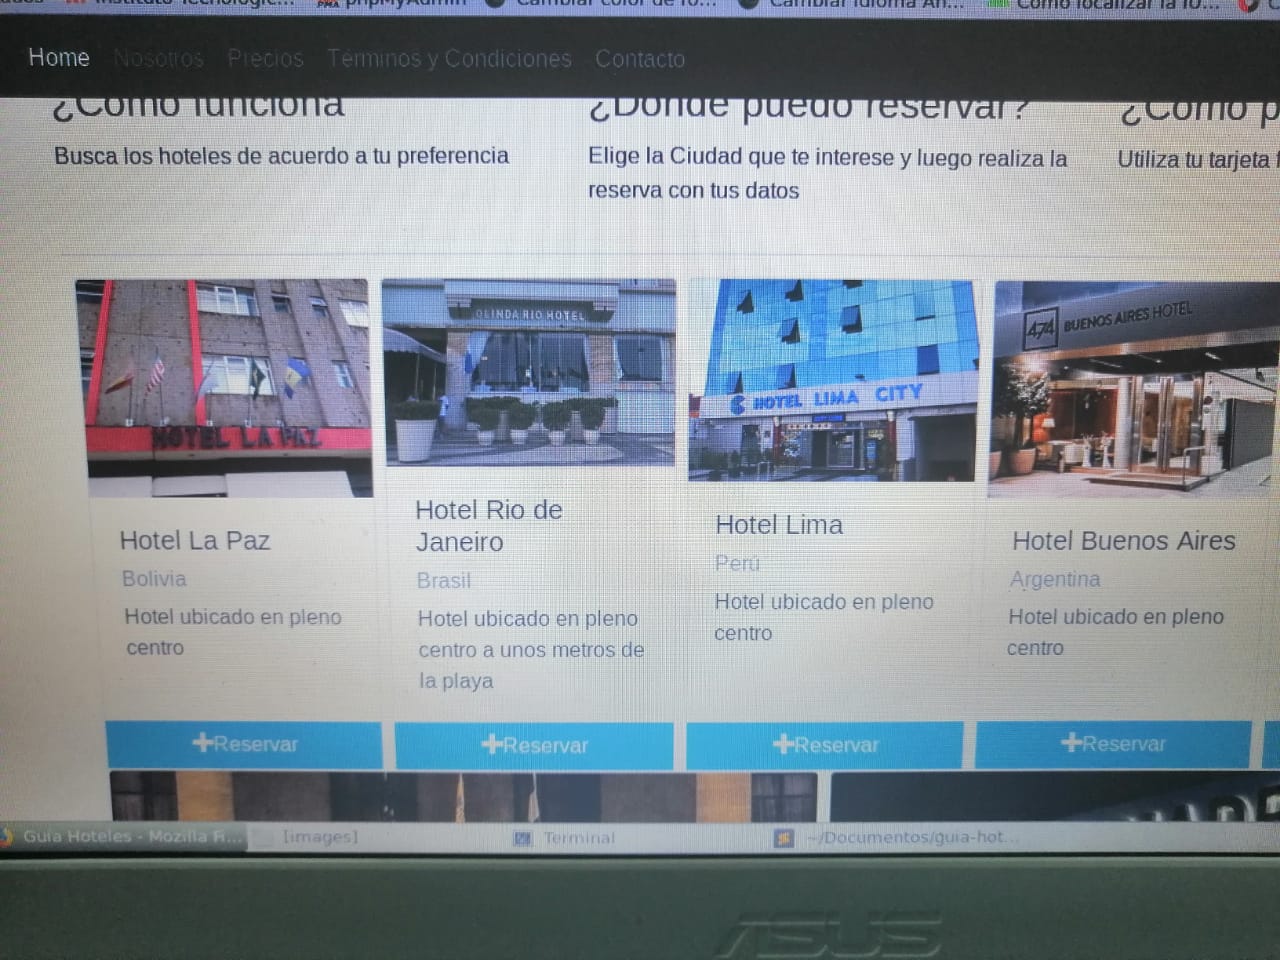 Cambiar color de fo...
Cambiar idioma An...
Como localizar la IU...
Home Nosotros Precios Términos y Condiciones Contacto
¿Como funciona
Busca los hoteles de acuerdo a tu preferencia
¿Donde puedo reservar?
Elige la Ciudad que te interese y luego realiza la
reserva con tus datos
¿Como p
Utiliza tu tarjeta
HOTEL LA PAZ
OLINDA RIO HOTEL
HOTEL LIMA CITY
474 BUENOS AIRES HOTEL
Hotel La Paz
Bolivia
Hotel ubicado en pleno
centro
Reservar
Hotel Rio de
Janeiro
Brasil
Hotel ubicado en pleno
centro a unos metros de
la playa
Reservar
Hotel Lima
Perú
Hotel ubicado en pleno
centro
Reservar
Hotel Buenos Aires
Argentina
Hotel ubicado en pleno
centro
Reservar
Guia Hoteles - Mozilla Fi...
[images]
Terminal
~/Documentos/guia-hot...
ASUS